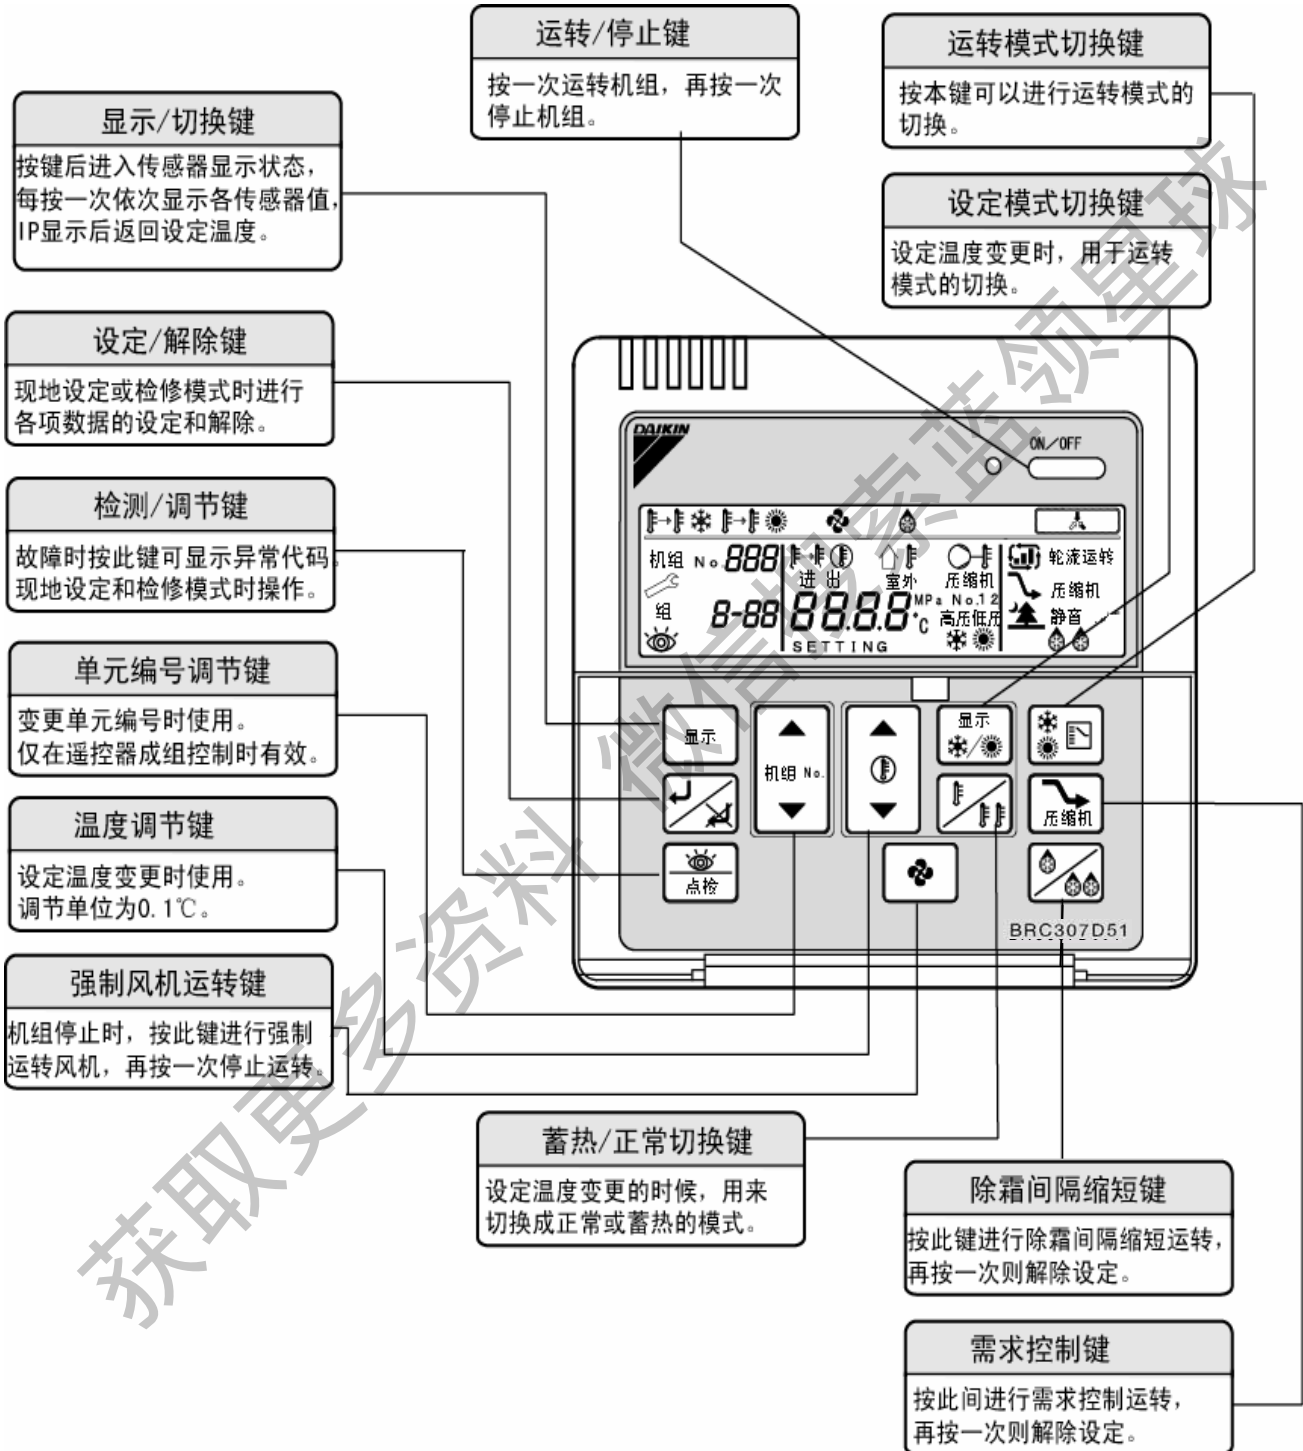 运转/停止键
按一次运转机组，再按一次
停止机组。
运转模式切换键
按本键可以进行运转模式的
切换。
显示/切换键
按键后进入传感器显示状态，
每按一次依次显示各传感器值，
IP显示后返回设定温度。
设定模式切换键
设定温度变更时，用于运转
模式的切换。
设定/解除键
现地设定或检修模式时进行
各项数据的设定和解除。
检测/调节键
故障时按此键可显示异常代码。
现地设定和检修模式时操作。
单元编号调节键
变更单元编号时使用。
仅在遥控器成组控制时有效。
温度调节键
设定温度变更时使用。
调节单位为0.1℃。
强制风机运转键
机组停止时，按此键进行强制
运转风机，再按一次停止运转。
DAIKIN
ON/OFF
机组 No.888
进 出
室外
压缩机
轮流运转
组
8-88
88.8.8
MPa No.12
°C
高压低压
压缩机
静音
SETTING
显示
机组 No.
显示
压缩机
点检
BRC307D51
蓄热/正常切换键
设定温度变更的时候，用来
切换成正常或蓄热的模式。
除霜间隔缩短键
按此键进行除霜间隔缩短运转，
再按一次则解除设定。
需求控制键
按此间进行需求控制运转，
再按一次则解除设定。
获取更多资料 微信搜索蓝领星球